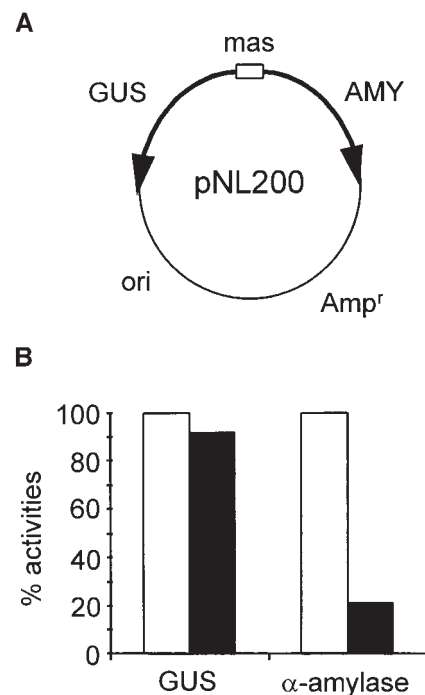 A
mas
GUS
AMY
pNL200
ori
Ampʳ
B
% activities
100
80
60
40
20
0
GUS
α-amylase